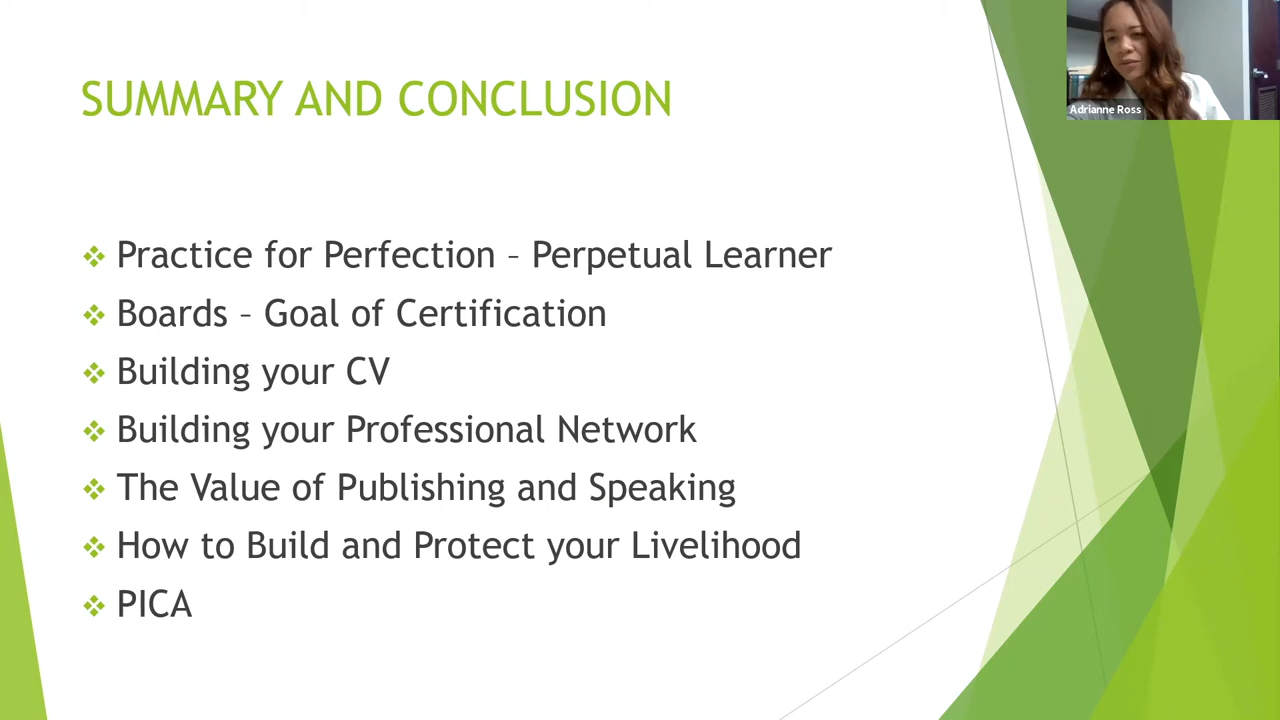 SUMMARY AND CONCLUSION
Adrianne Ross
Practice for Perfection – Perpetual Learner
Boards – Goal of Certification
Building your CV
Building your Professional Network
The Value of Publishing and Speaking
How to Build and Protect your Livelihood
PICA